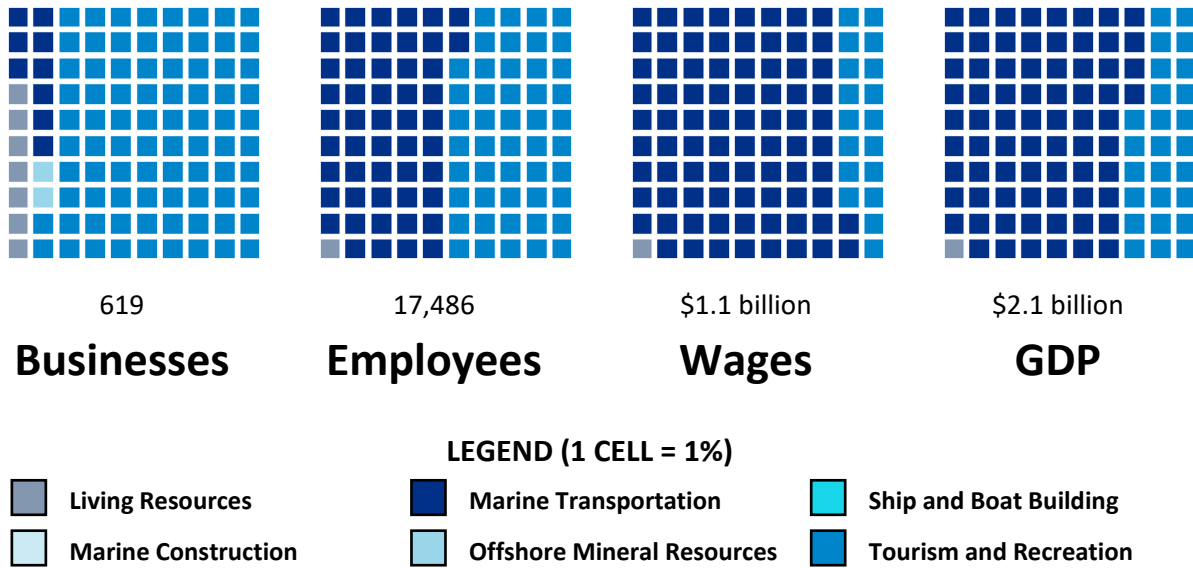 619
17,486
$1.1 billion
$2.1 billion
Businesses
Employees
Wages
GDP
LEGEND (1 CELL = 1%)
Living Resources
Marine Transportation
Ship and Boat Building
Marine Construction
Offshore Mineral Resources
Tourism and Recreation